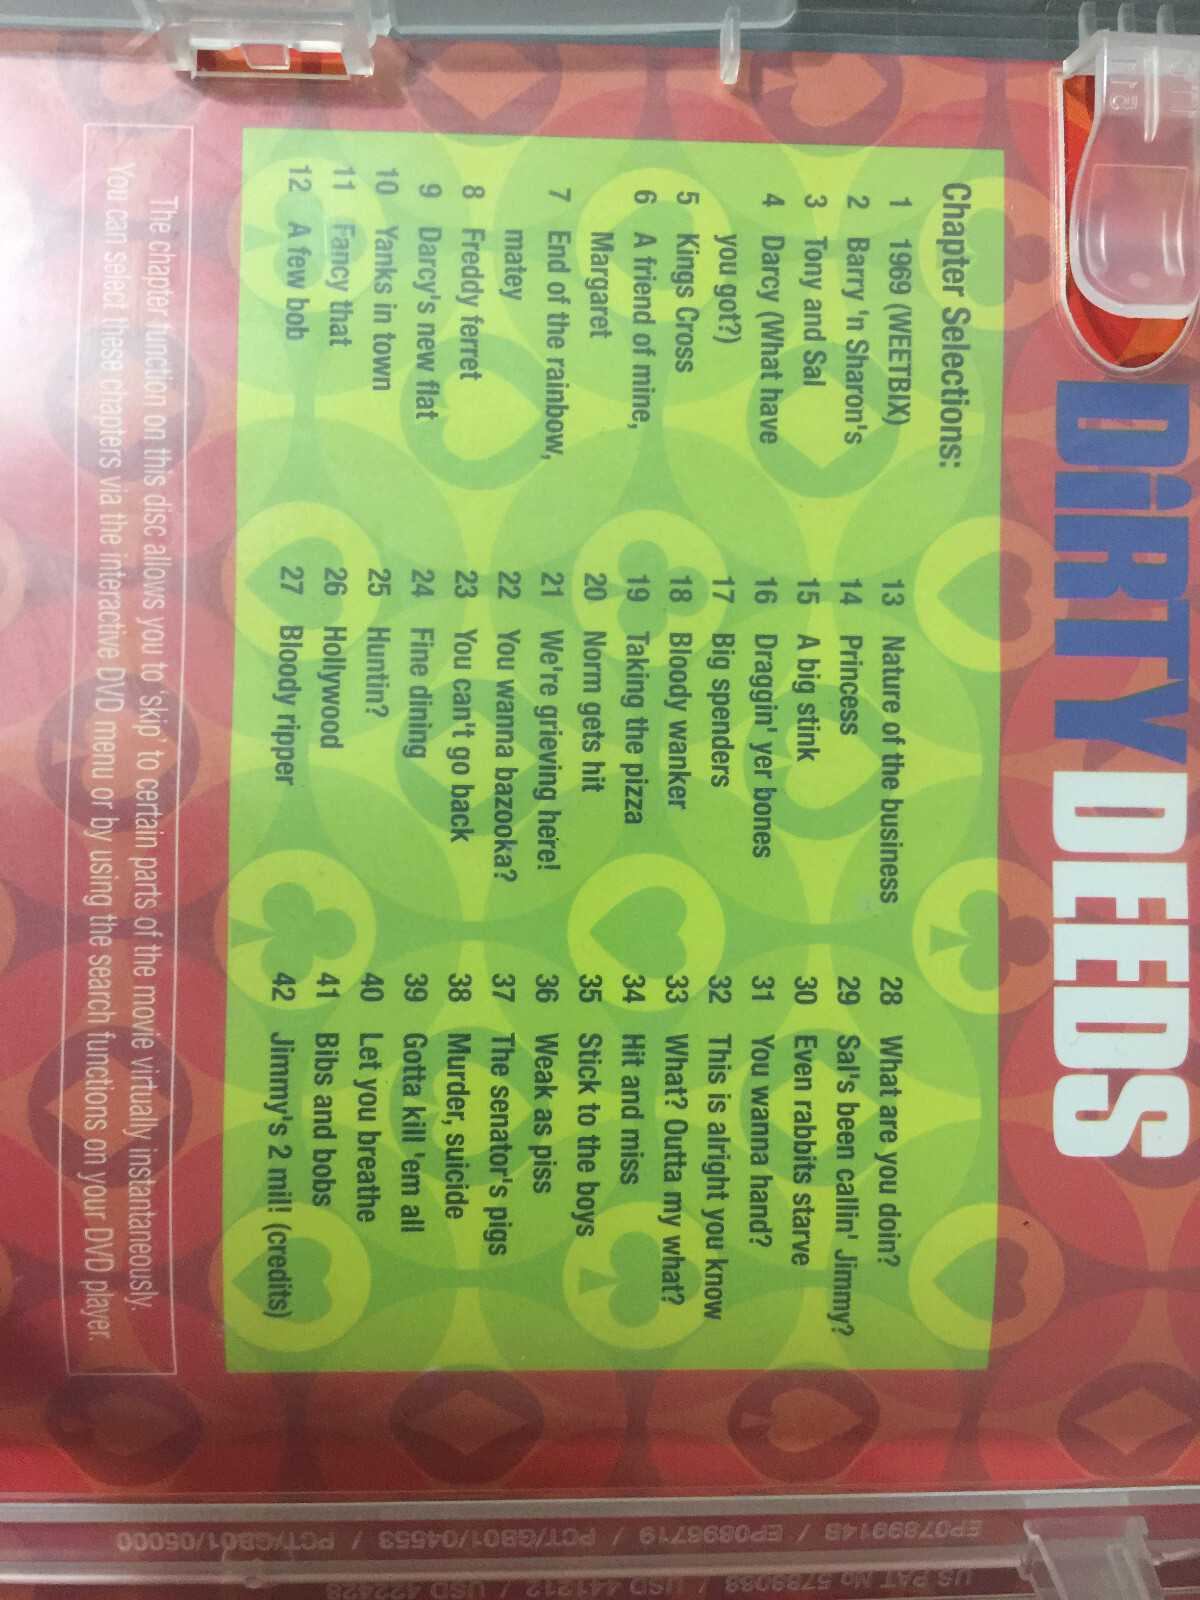 DiRTY DEEDS
Chapter Selections:
1 1969 (WEETBIX)
2 Barry 'n Sharon's
3 Tony and Sal
4 Darcy (What have
you got?)
5 Kings Cross
6 A friend of mine,
Margaret
7 End of the rainbow,
matey
8 Freddy ferret
9 Darcy's new flat
10 Yanks in town
11 Fancy that
12 A few bob
13 Nature of the business
14 Princess
15 A big stink
16 Draggin' yer bones
17 Big spenders
18 Bloody wanker
19 Taking the pizza
20 Norm gets hit
21 We're grieving here!
22 You wanna bazooka?
23 You can't go back
24 Fine dining
25 Huntin?
26 Hollywood
27 Bloody ripper
28 What are you doin?
29 Sal's been callin' Jimmy?
30 Even rabbits starve
31 You wanna hand?
32 This is alright you know
33 What? Outta my what?
34 Hit and miss
35 Stick to the boys
36 Weak as piss
37 The senator's pigs
38 Murder, suicide
39 Gotta kill 'em all
40 Let you breathe
41 Bibs and bobs
42 Jimmy's 2 mil! (credits)
The chapter function on this disc allows you to 'skip' to certain parts of the movie virtually instantaneously.
You can select these chapters via the interactive DVD menu or by using the search functions on your DVD player.
EP0789914B / EP0896719 / PCT/GB01/04553 / PCT/GB01/05000
US PAT No 5788068 / USD 441212 / USD 422428